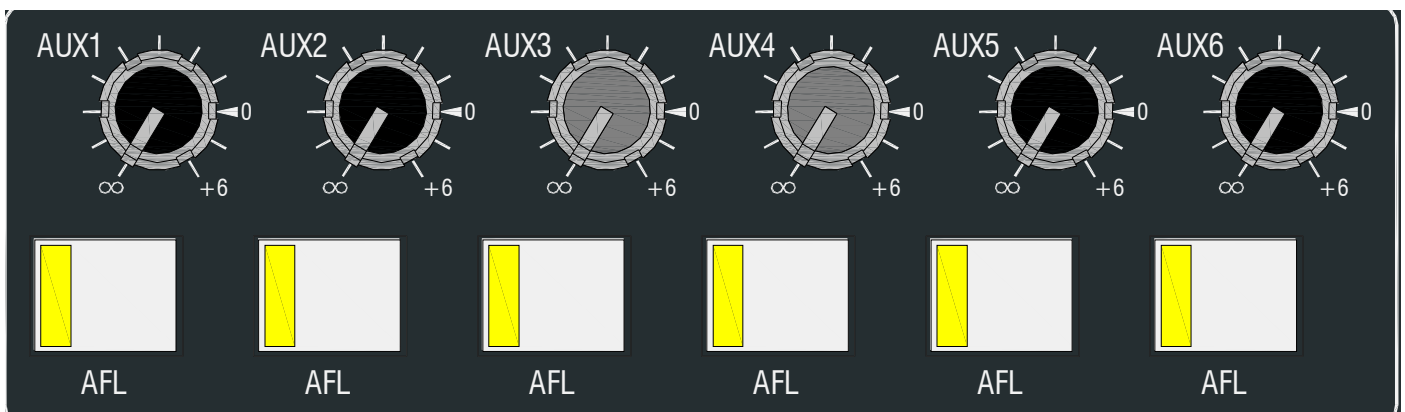 AUX1 AUX2 AUX3 AUX4 AUX5 AUX6
0 0 0 0 0 0
∞ +6 ∞ +6 ∞ +6 ∞ +6 ∞ +6 ∞ +6
AFL AFL AFL AFL AFL AFL